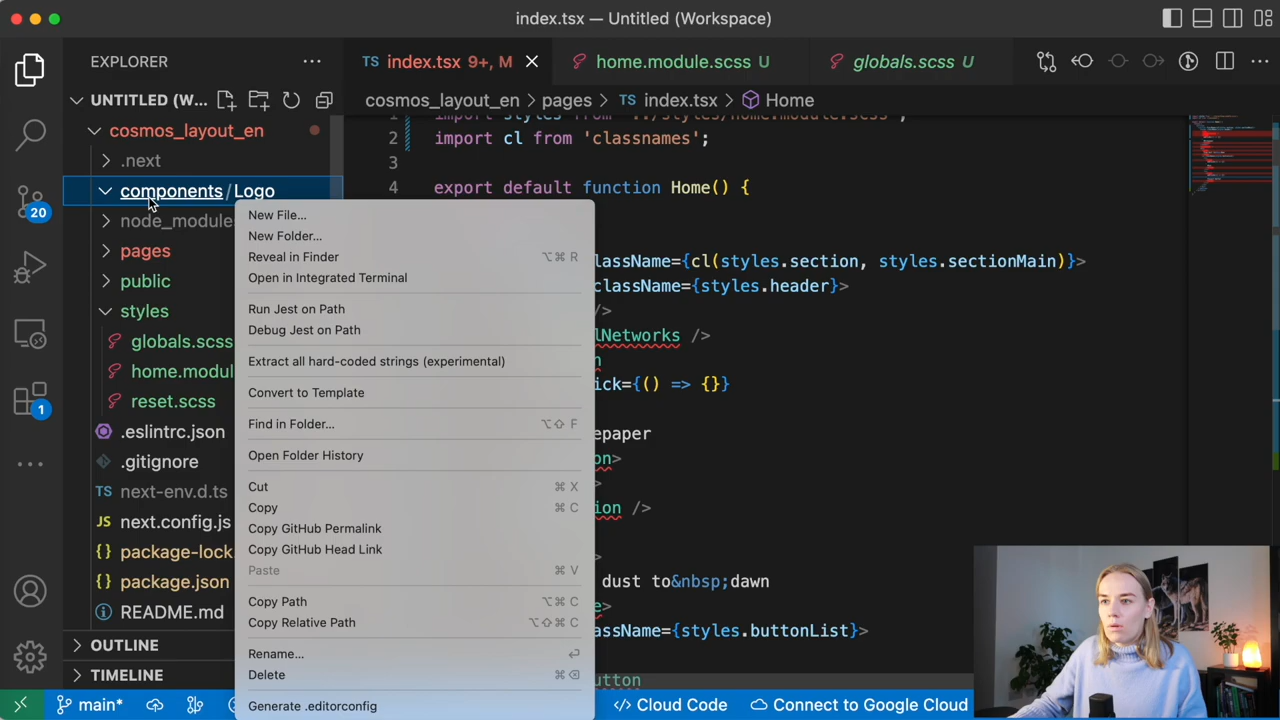 index.tsx — Untitled (Workspace)
EXPLORER
TS index.tsx 9+, M
home.module.scss U
globals.scss U
UNTITLED (W...
cosmos_layout_en > pages > TS index.tsx > Home
cosmos_layout_en
.next
components / Logo
node_module
pages
public
styles
globals.scss
home.modul
reset.scss
.eslintrc.json
.gitignore
TS next-env.d.ts
JS next.config.js
{} package-lock
{} package.json
README.md
OUTLINE
TIMELINE
20
1
2 import cl from 'classnames';
3
4 export default function Home() {
lassName={cl(styles.section, styles.sectionMain)}>
className={styles.header}>
/>
lNetworks />
ick={() => {}}
epaper
on>
>
ion />
>
dust to&nbsp;dawn
e>
ssName={styles.buttonList}>
utton
New File...
New Folder...
Reveal in Finder ⌥⌘ R
Open in Integrated Terminal
Run Jest on Path
Debug Jest on Path
Extract all hard-coded strings (experimental)
Convert to Template
Find in Folder... ⌥⇧ F
Open Folder History
Cut ⌘ X
Copy ⌘ C
Copy GitHub Permalink
Copy GitHub Head Link
Paste ⌘ V
Copy Path ⌥⌘ C
Copy Relative Path ⌥⇧⌘ C
Rename... ⏎
Delete ⌘⌫
Generate .editorconfig
main*
</> Cloud Code
Connect to Google Cloud